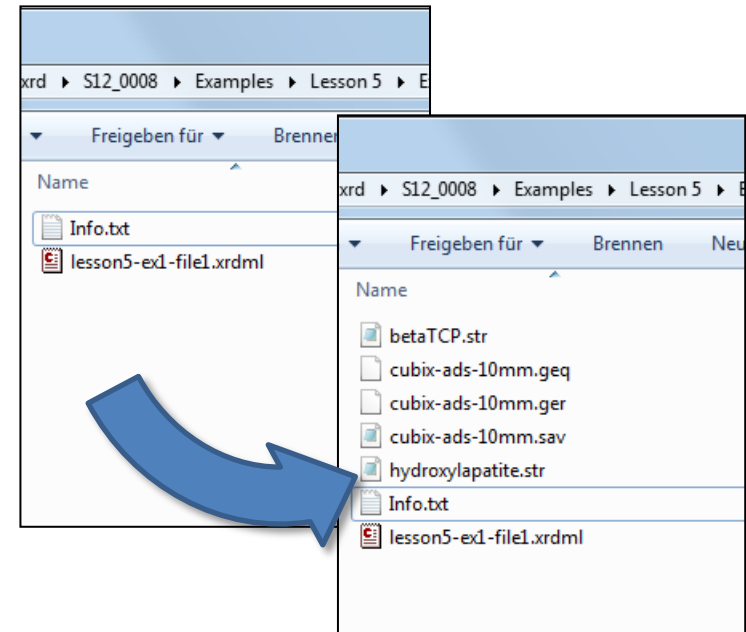 xrd ▸ S12_0008 ▸ Examples ▸ Lesson 5 ▸
Freigeben für
Name
Info.txt
lesson5-ex1-file1.xrdml
xrd ▸ S12_0008 ▸ Examples ▸ Lesson 5 ▸
Freigeben für Brennen
Name
betaTCP.str
cubix-ads-10mm.geq
cubix-ads-10mm.ger
cubix-ads-10mm.sav
hydroxylapatite.str
Info.txt
lesson5-ex1-file1.xrdml